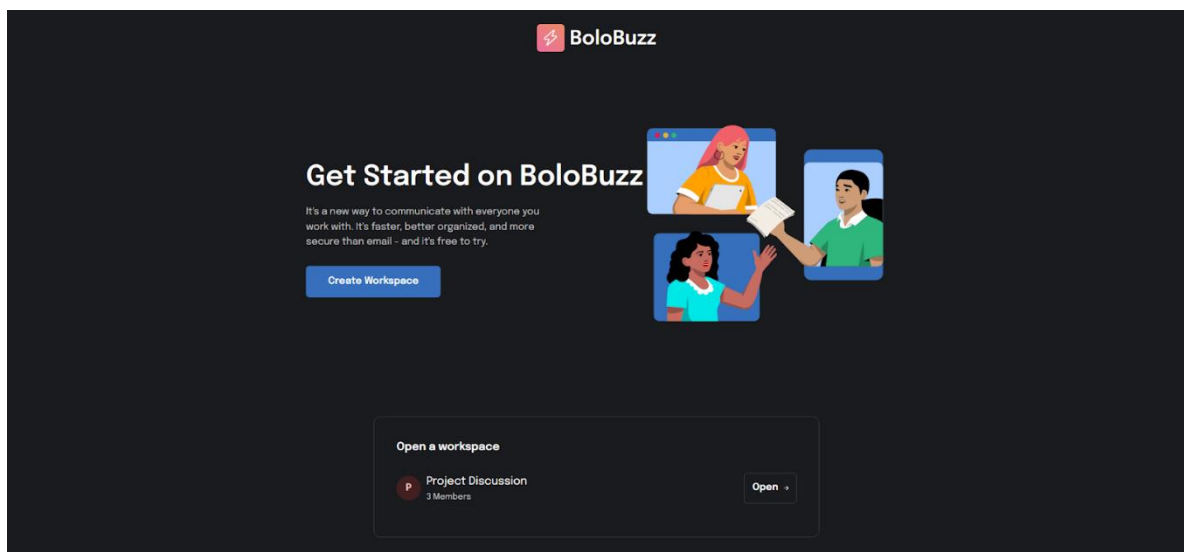 BoloBuzz
Get Started on BoloBuzz
It's a new way to communicate with everyone you
work with. It's faster, better organized, and more
secure than email – and it's free to try.
Create Workspace
Open a workspace
P
Project Discussion
3 Members
Open →